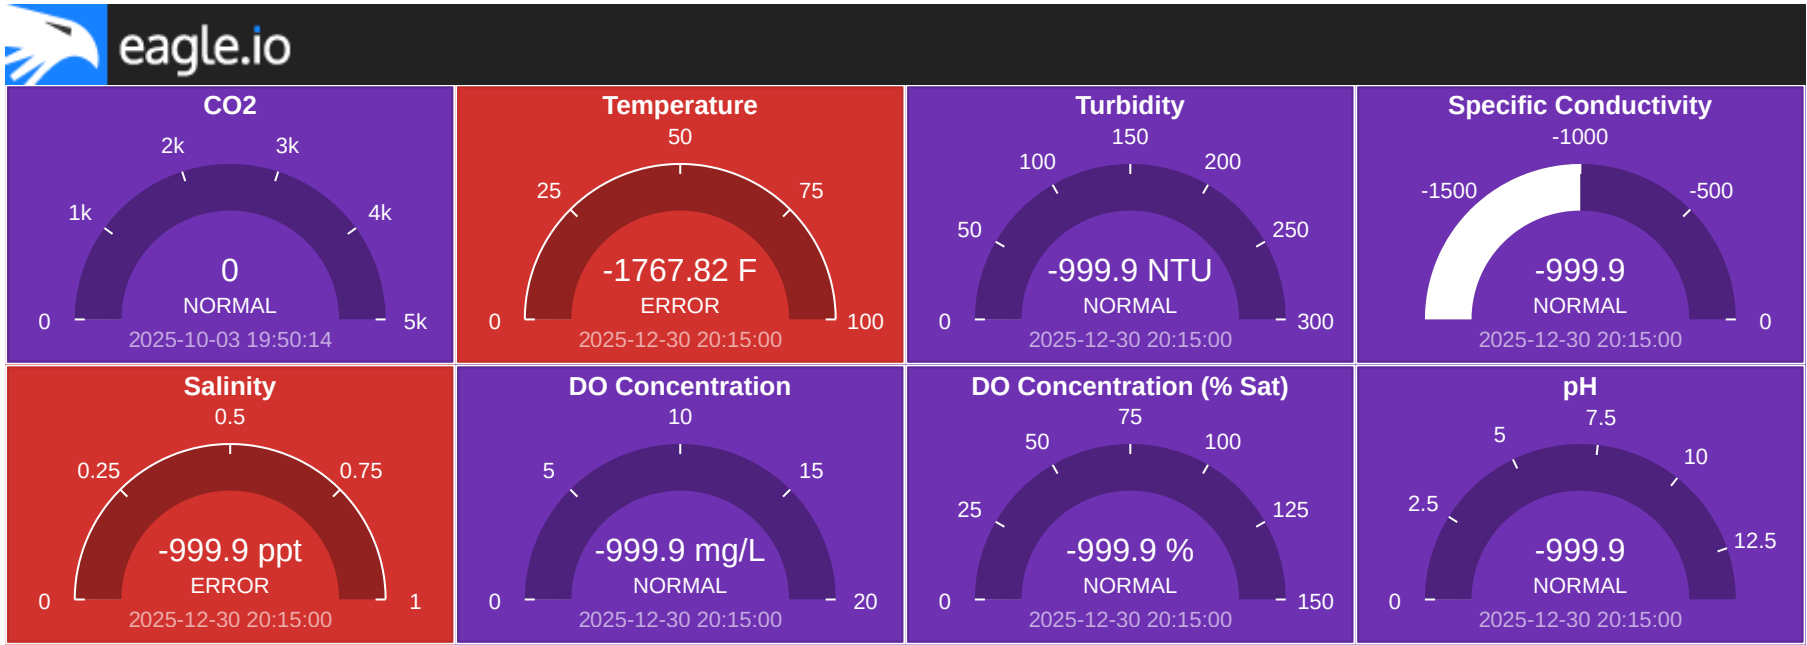 eagle.io
CO2
2k 3k
1k 4k
0
NORMAL
0 5k
2025-10-03 19:50:14
Temperature
50
25 75
-1767.82 F
ERROR
0 100
2025-12-30 20:15:00
Turbidity
150
100 200
50 250
-999.9 NTU
NORMAL
0 300
2025-12-30 20:15:00
Specific Conductivity
-1000
-1500 -500
-999.9
NORMAL
0
2025-12-30 20:15:00
Salinity
0.5
0.25 0.75
-999.9 ppt
ERROR
0 1
2025-12-30 20:15:00
DO Concentration
10
5 15
-999.9 mg/L
NORMAL
0 20
2025-12-30 20:15:00
DO Concentration (% Sat)
75
50 100
25 125
-999.9 %
NORMAL
0 150
2025-12-30 20:15:00
pH
7.5
5 10
2.5 12.5
-999.9
NORMAL
0
2025-12-30 20:15:00